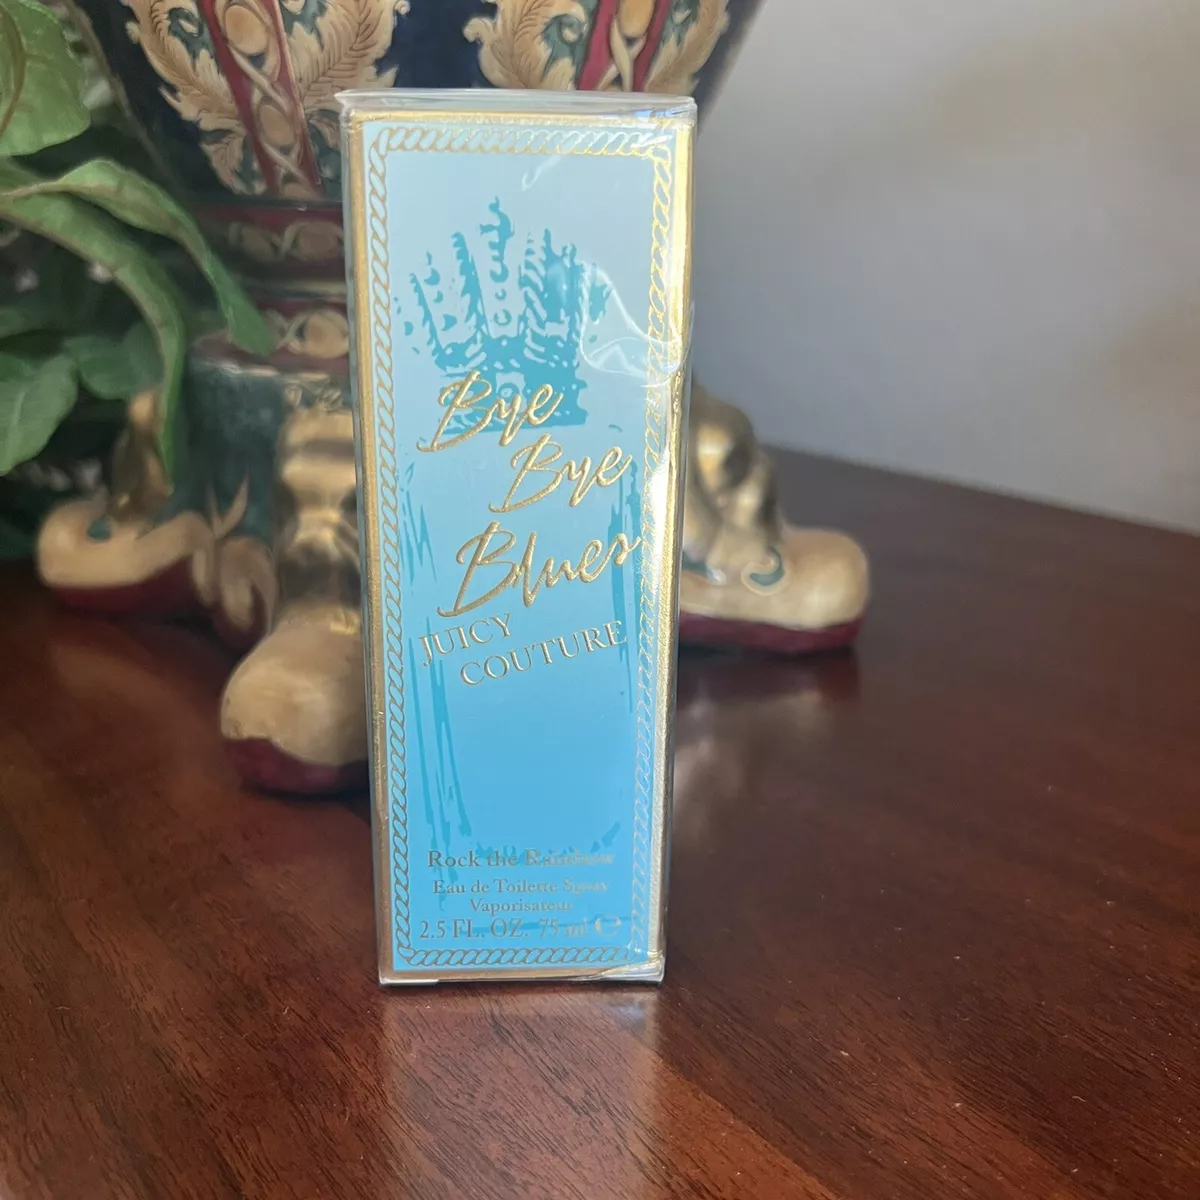 Bye
Bye
Blues
JUICY
COUTURE
Rock the Rainbow
Eau de Toilette Spray
Vaporisateur
2.5 FL. OZ. 75 ml e